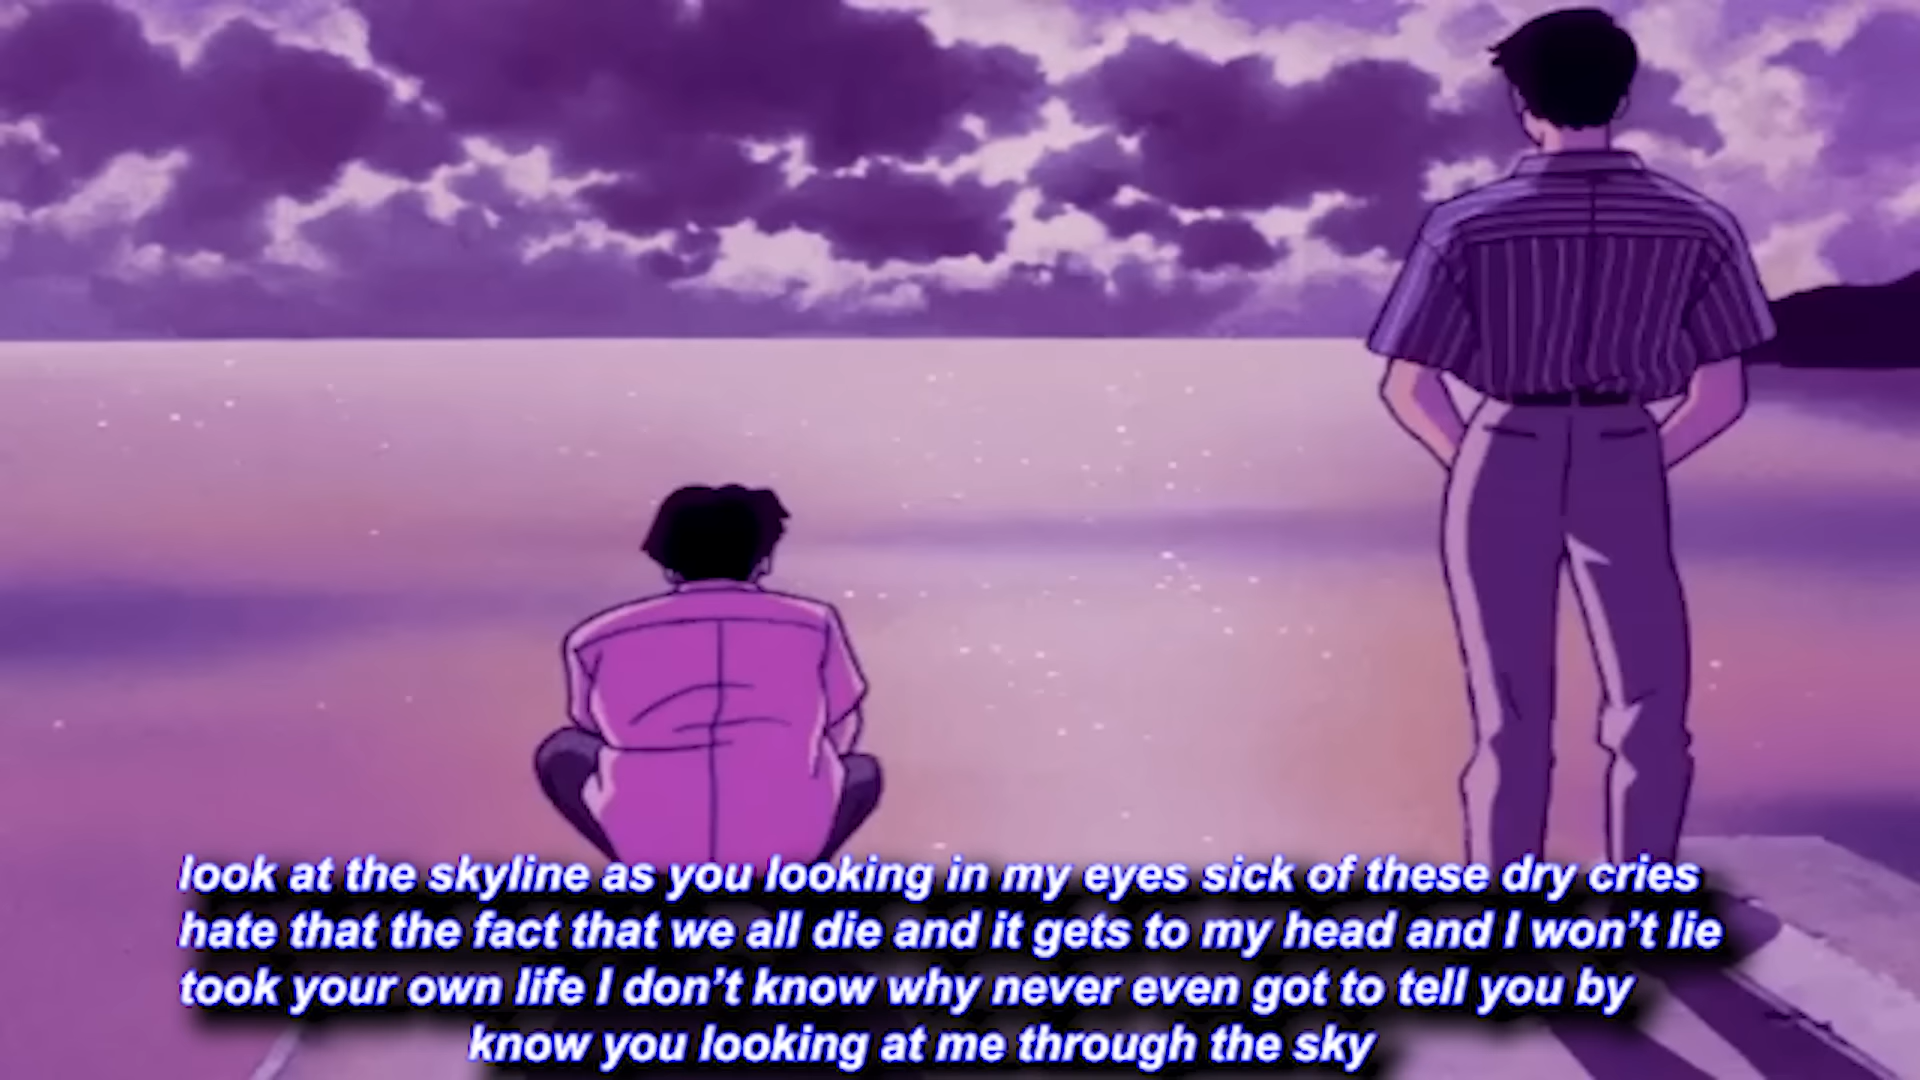 look at the skyline as you looking in my eyes sick of these dry cries
hate that the fact that we all die and it gets to my head and I won’t lie
took your own life I don’t know why never even got to tell you by
know you looking at me through the sky